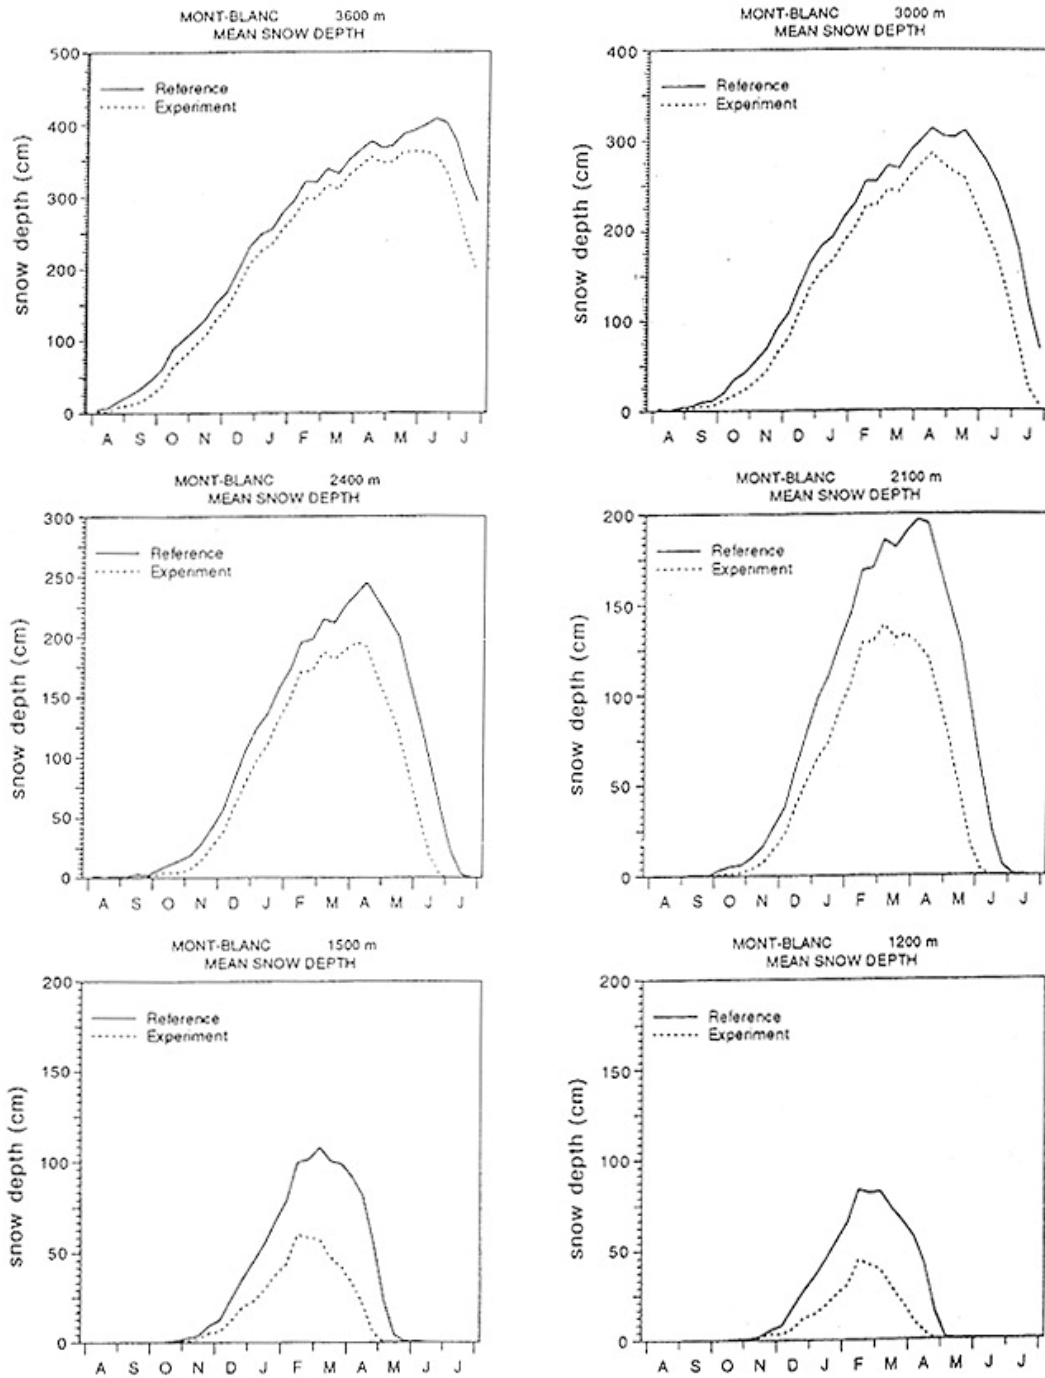 MONT-BLANC 3600 m
MEAN SNOW DEPTH
500
400
300
200
100
0
snow depth (cm)
Reference
Experiment
A S O N D J F M A M J J
MONT-BLANC 3000 m
MEAN SNOW DEPTH
400
300
200
100
0
snow depth (cm)
Reference
Experiment
A S O N D J F M A M J J
MONT-BLANC 2400 m
MEAN SNOW DEPTH
300
250
200
150
100
50
0
snow depth (cm)
Reference
Experiment
A S O N D J F M A M J J
MONT-BLANC 2100 m
MEAN SNOW DEPTH
200
150
100
50
0
snow depth (cm)
Reference
Experiment
A S O N D J F M A M J J
MONT-BLANC 1500 m
MEAN SNOW DEPTH
200
150
100
50
0
snow depth (cm)
Reference
Experiment
A S O N D J F M A M J J
MONT-BLANC 1200 m
MEAN SNOW DEPTH
200
150
100
50
0
snow depth (cm)
Reference
Experiment
A S O N D J F M A M J J